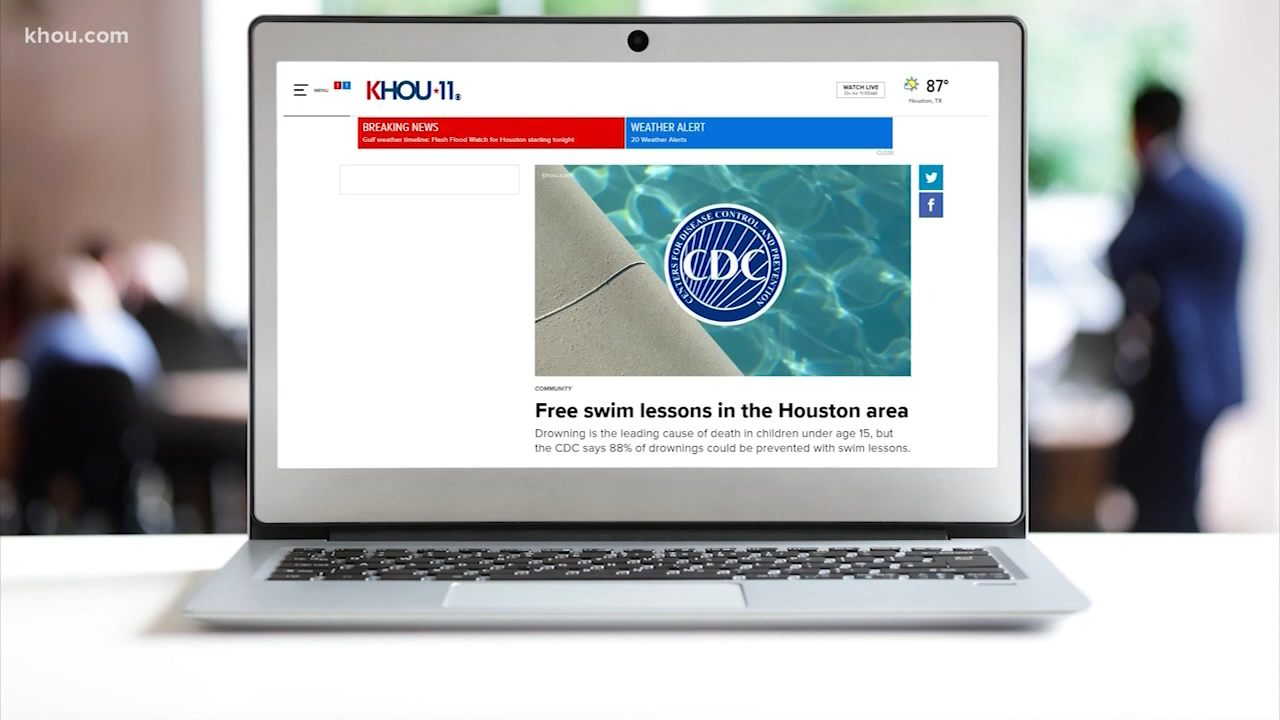 khou.com
MENU
KHOU★11®
WATCH LIVE
87°
Houston, TX
BREAKING NEWS
Gulf weather timeline: Flash Flood Watch for Houston starting tonight
WEATHER ALERT
20 Weather Alerts
CLOSE
khou.com
CENTERS FOR DISEASE CONTROL AND PREVENTION
CDC
COMMUNITY
Free swim lessons in the Houston area
Drowning is the leading cause of death in children under age 15, but
the CDC says 88% of drownings could be prevented with swim lessons.